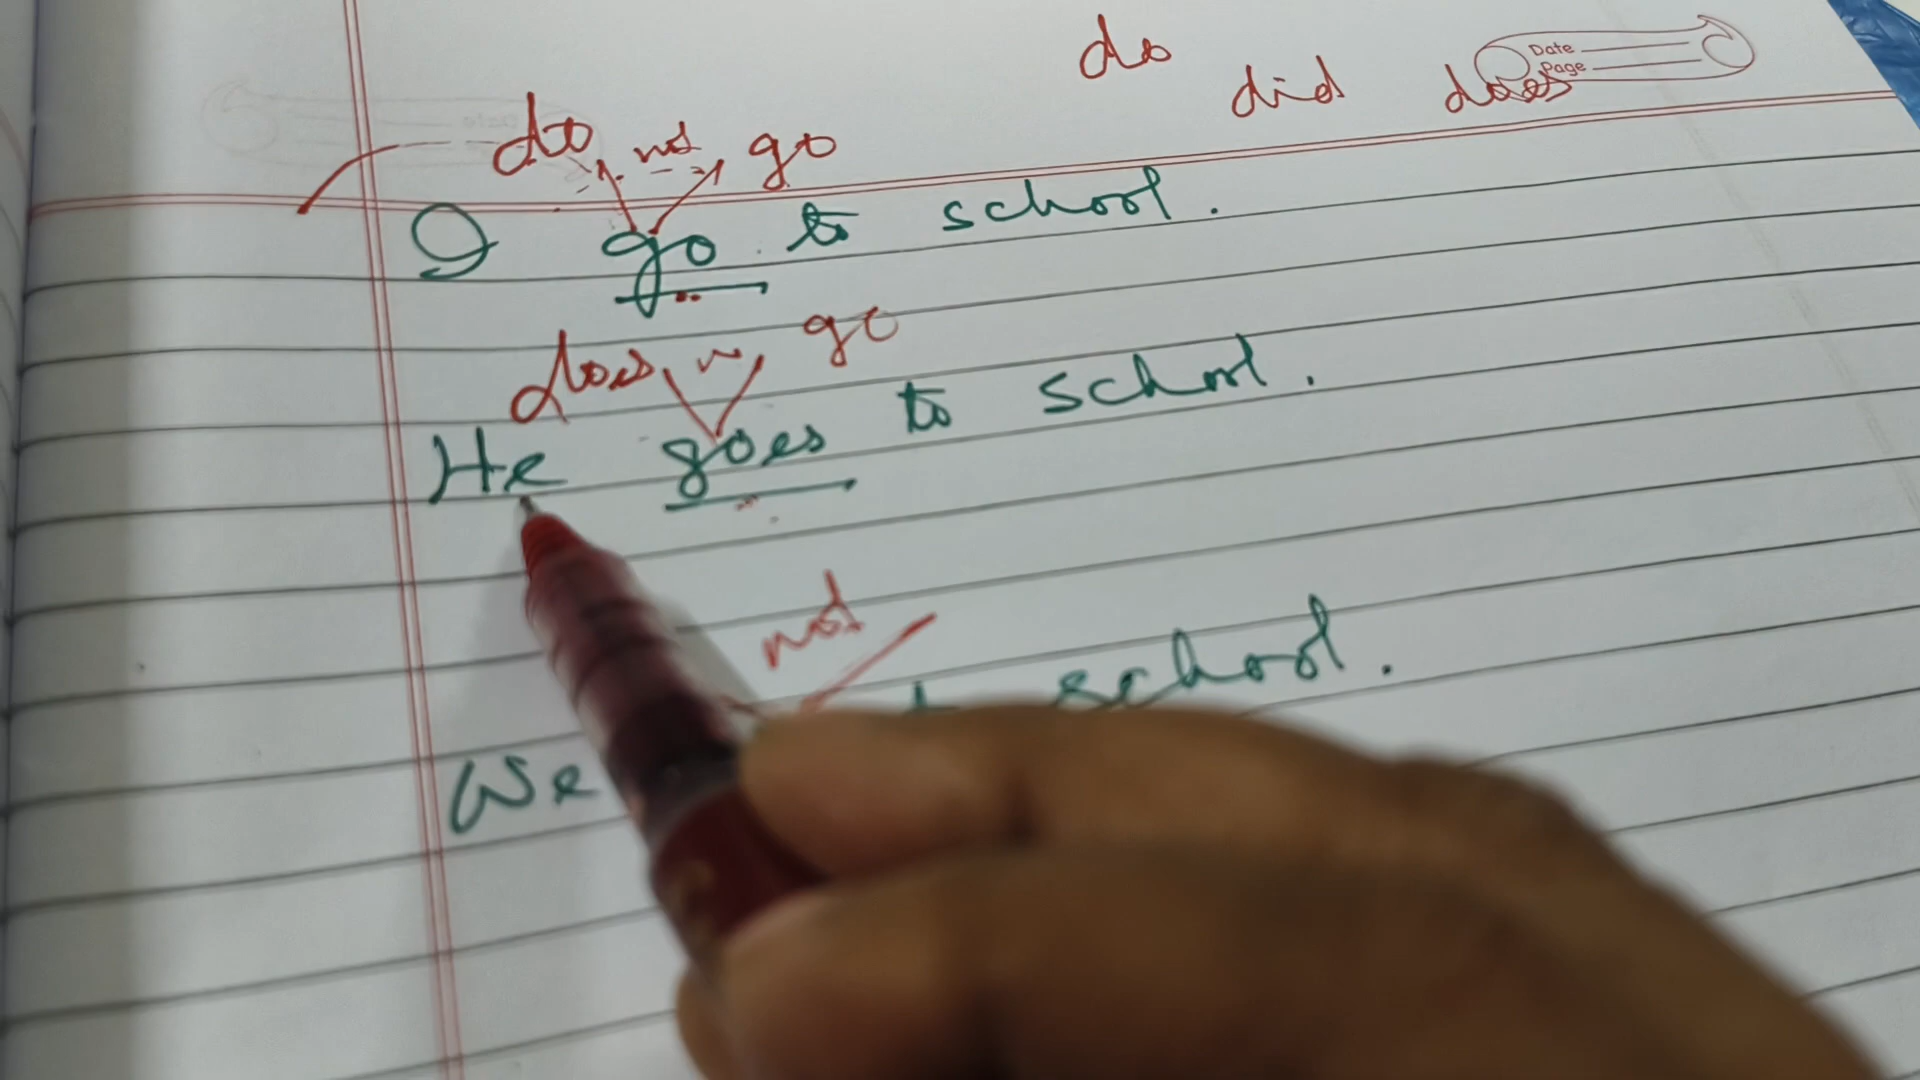 do
did does
Date
Page
do not go
I go to school.
does n go
He goes to school.
not
We school.